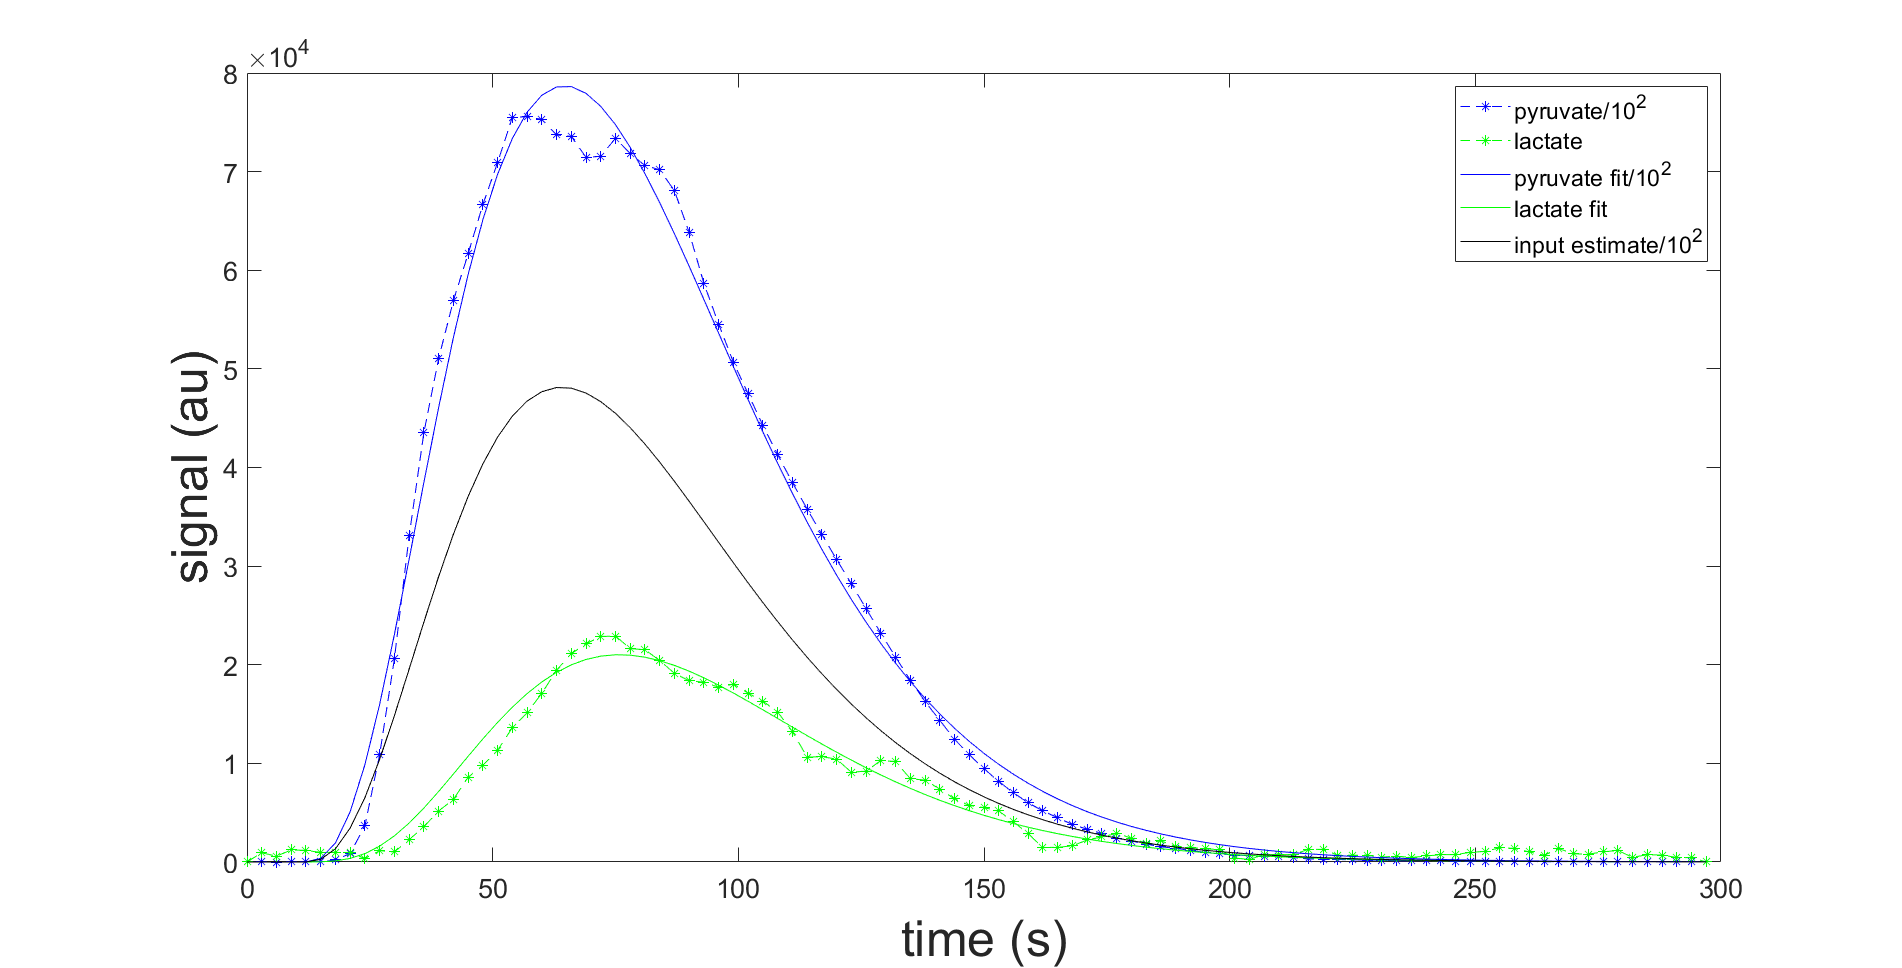 ×10^4
8
7
6
5
4
3
2
1
0
signal (au)
0 50 100 150 200 250 300
time (s)
pyruvate/10^2
lactate
pyruvate fit/10^2
lactate fit
input estimate/10^2